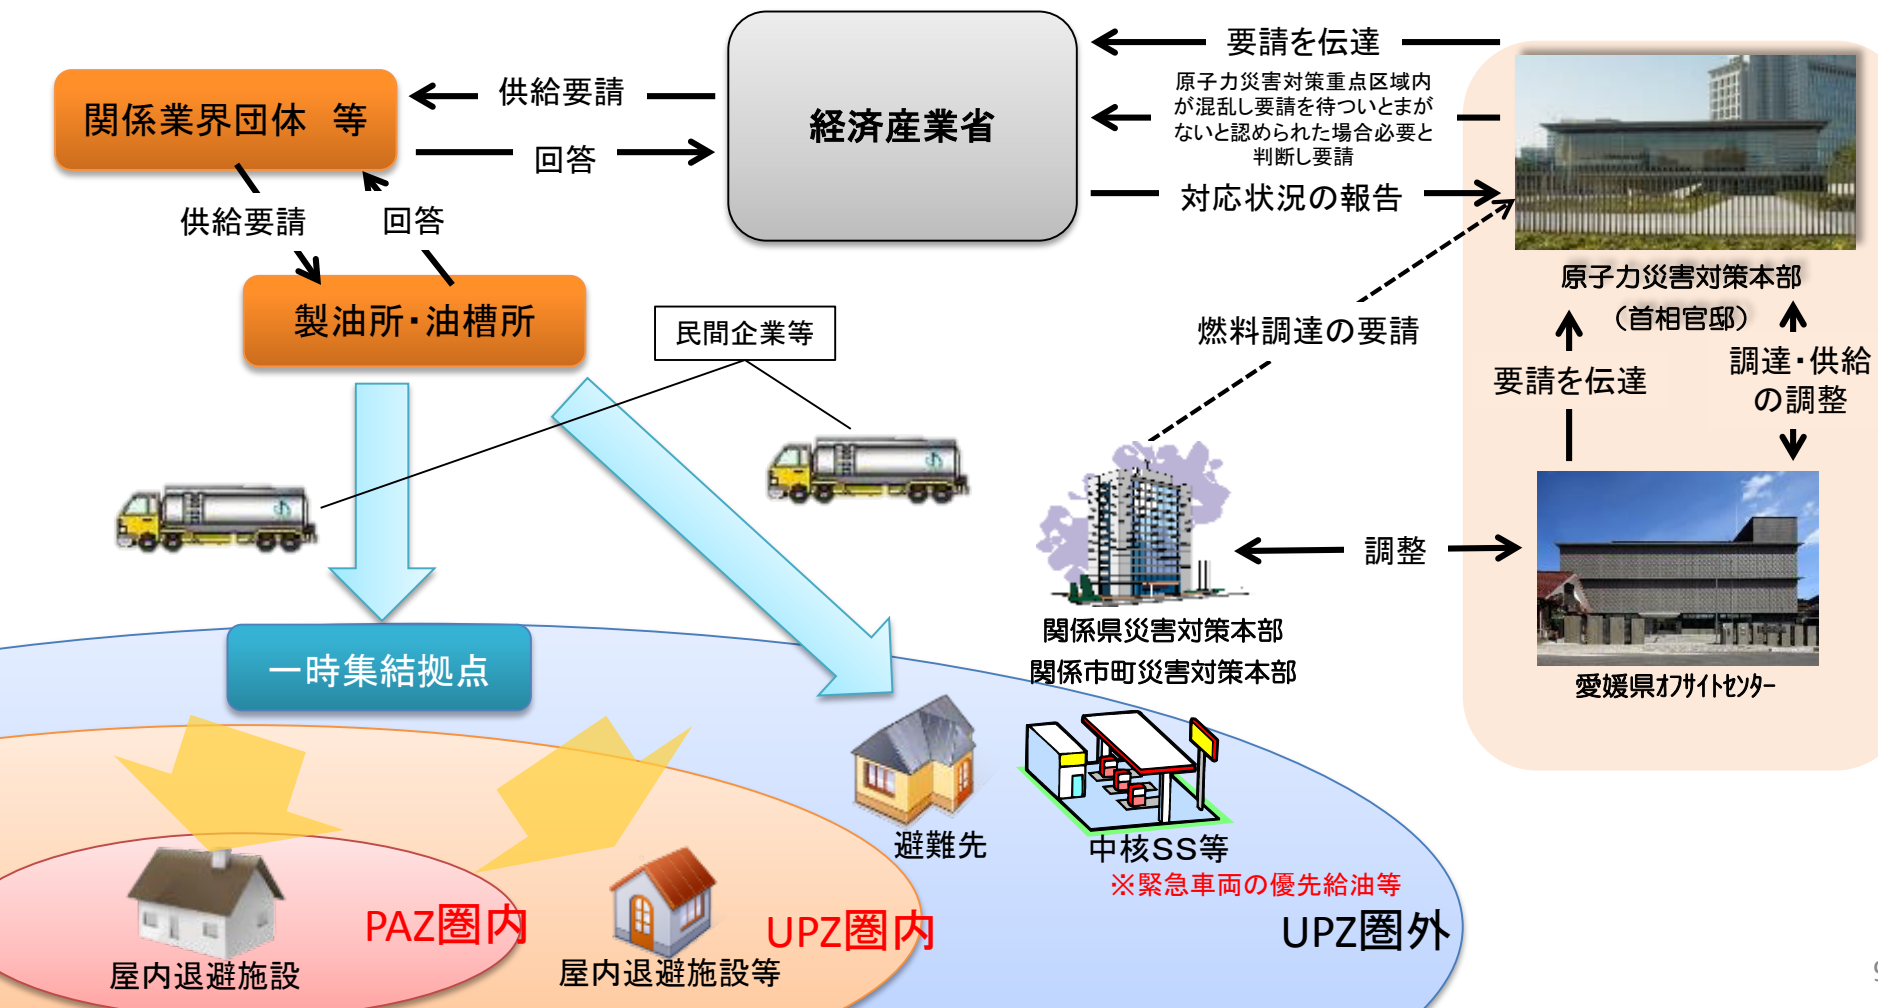 要請を伝達
原子力災害対策重点区域内
が混乱し要請を待ついとまが
ないと認められた場合必要と
判断し要請
対応状況の報告
供給要請
回答
関係業界団体　等
経済産業省
供給要請
回答
製油所・油槽所
民間企業等
燃料調達の要請
原子力災害対策本部
（首相官邸）
要請を伝達
調達・供給
の調整
調整
関係県災害対策本部
関係市町災害対策本部
愛媛県オフサイトセンター
一時集結拠点
避難先
中核SS等
※緊急車両の優先給油等
PAZ圏内
UPZ圏内
UPZ圏外
屋内退避施設
屋内退避施設等